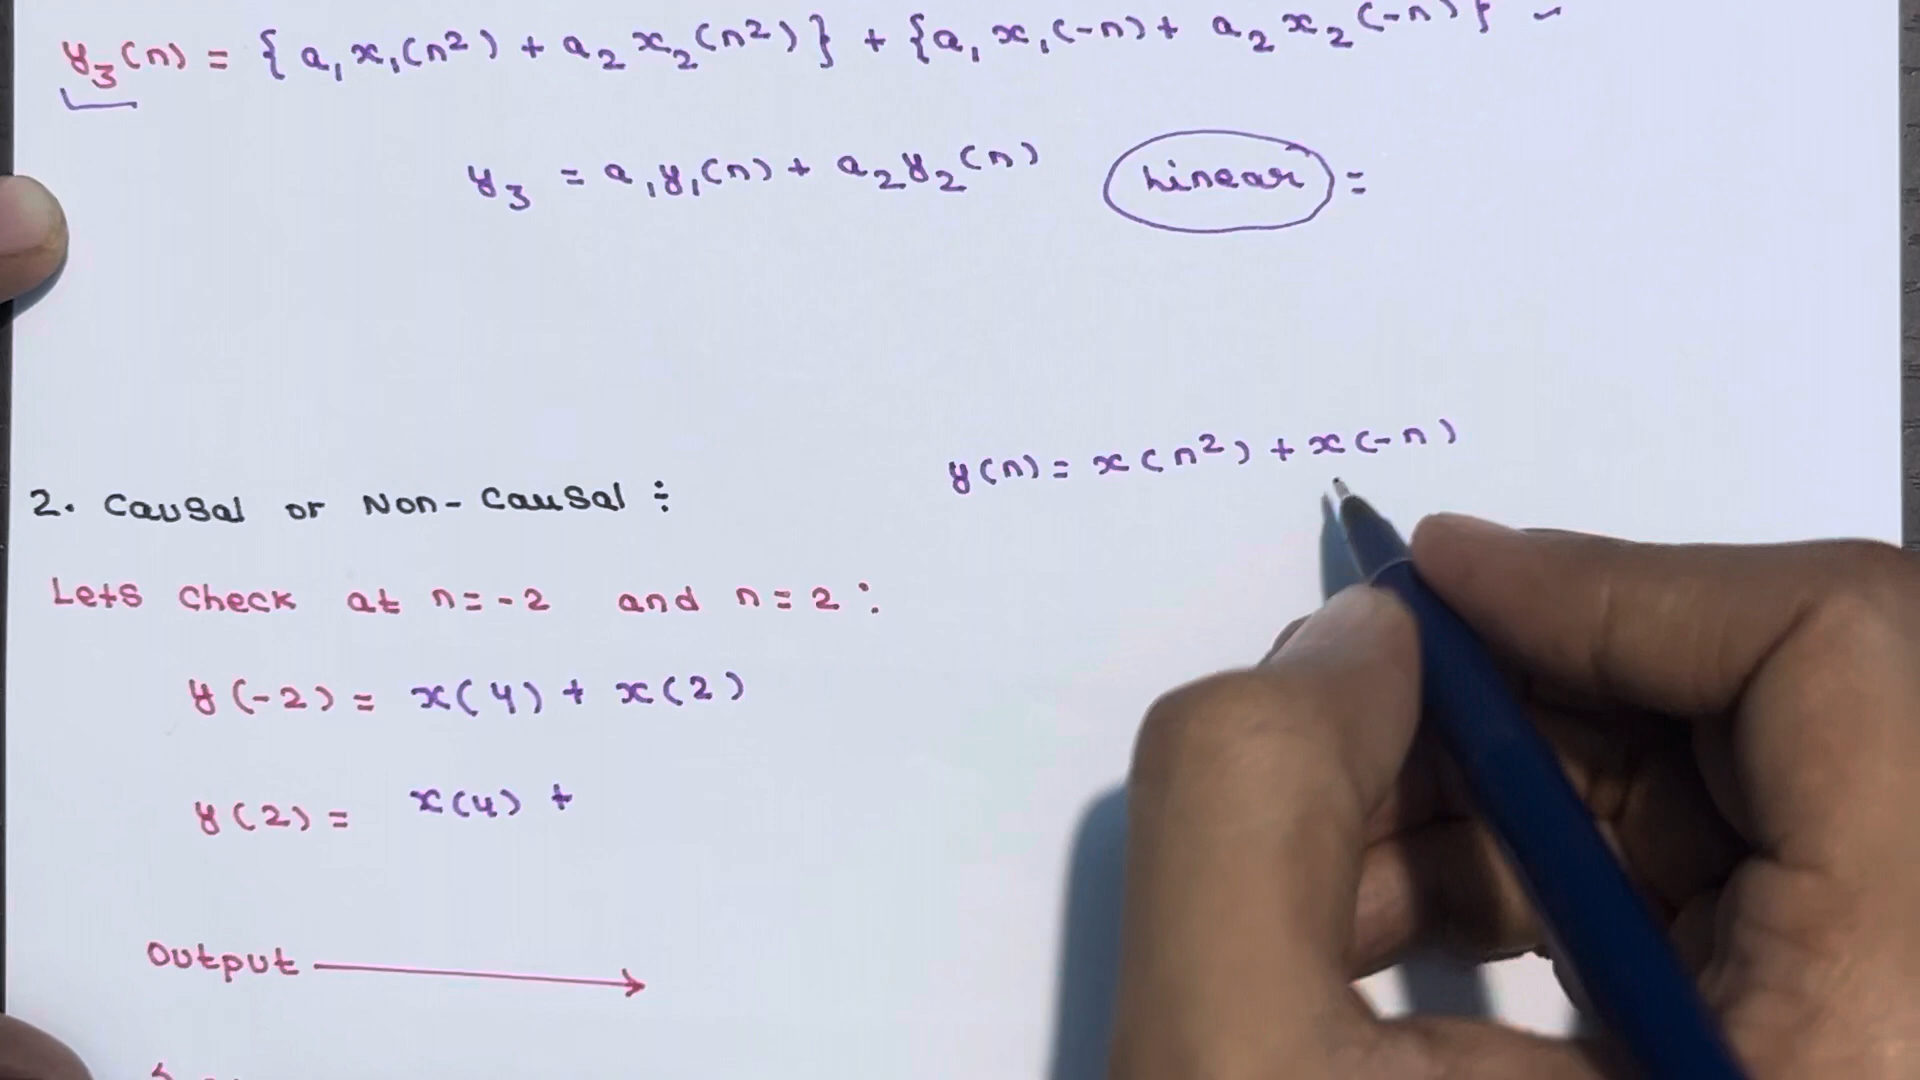 y₃(n) = {a₁x₁(n²) + a₂x₂(n²)} + {a₁x₁(-n) + a₂x₂(-n)}
y₃ = a₁y₁(n) + a₂y₂(n) Linear =
y(n) = x(n²) + x(-n)
2. Causal or Non-Causal :
Lets check at n=-2 and n=2 :
y(-2) = x(4) + x(2)
y(2) = x(4) +
Output →